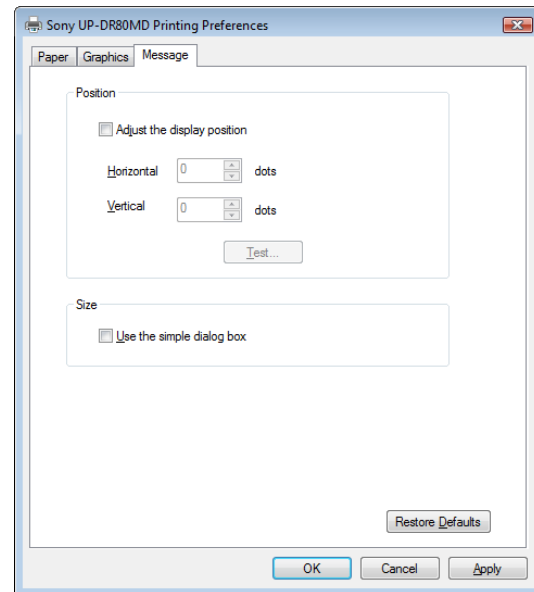 Sony UP-DR80MD Printing Preferences
Paper Graphics Message
Position
Adjust the display position
Horizontal 0 dots
Vertical 0 dots
Test...
Size
Use the simple dialog box
Restore Defaults
OK Cancel Apply